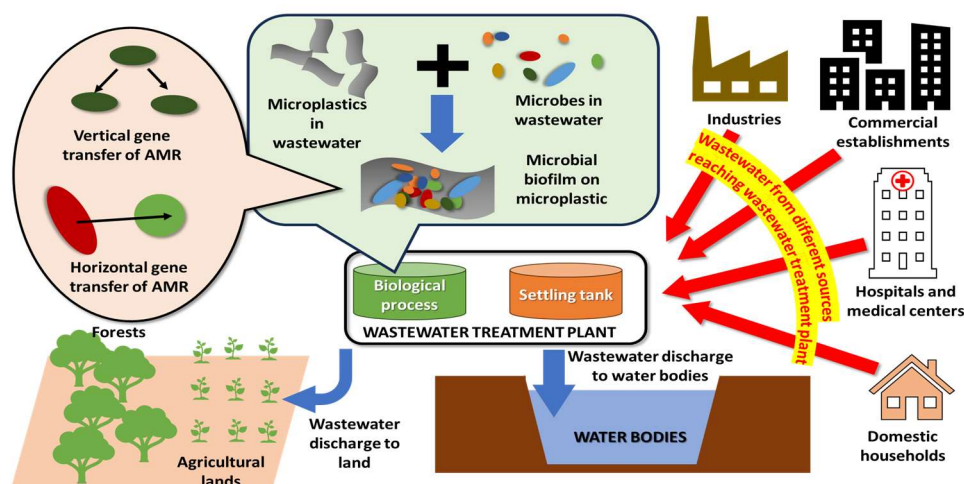 Vertical gene
transfer of AMR
Horizontal gene
transfer of AMR
Microplastics
in
wastewater
Microbes in
wastewater
Microbial
biofilm on
microplastic
Industries
Commercial
establishments
Wastewater from different sources
reaching wastewater treatment plant
Hospitals and
medical centers
Domestic
households
Biological
process
Settling tank
WASTEWATER TREATMENT PLANT
Forests
Agricultural
lands
Wastewater
discharge to
land
Wastewater discharge
to water bodies
WATER BODIES